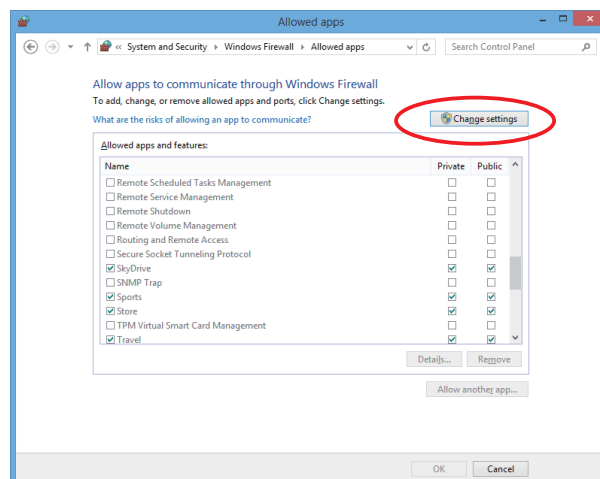 Allowed apps
« System and Security › Windows Firewall › Allowed apps
Search Control Panel
Allow apps to communicate through Windows Firewall
To add, change, or remove allowed apps and ports, click Change settings.
What are the risks of allowing an app to communicate?
Change settings
Allowed apps and features:
Name Private Public
Remote Scheduled Tasks Management
Remote Service Management
Remote Shutdown
Remote Volume Management
Routing and Remote Access
Secure Socket Tunneling Protocol
SkyDrive
SNMP Trap
Sports
Store
TPM Virtual Smart Card Management
Travel
Details... Remove
Allow another app...
OK Cancel